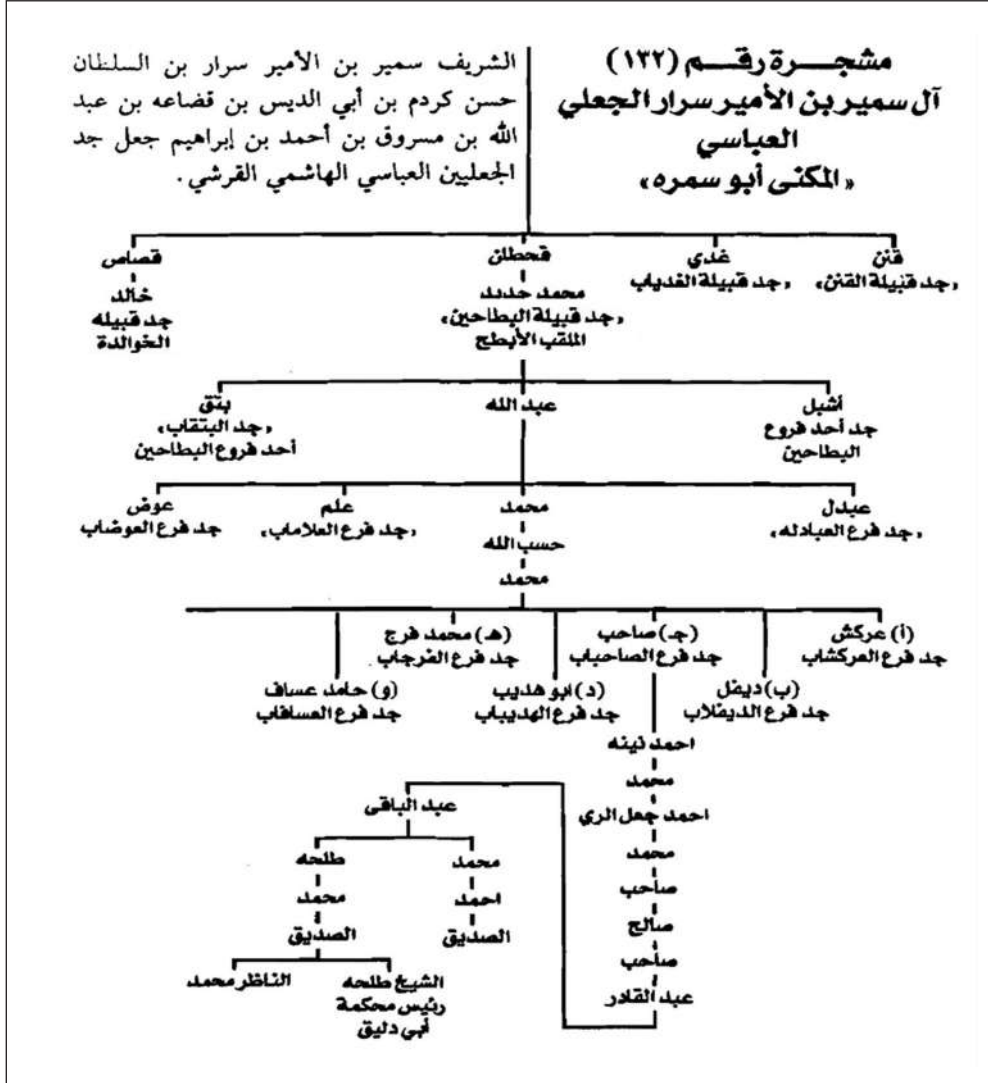 مشجرة رقم (١٣٢)
آل سمير بن الأمير سرار الجعلي
العباسي
«المكنى أبو سمره»
الشريف سمير بن الأمير سرار بن السلطان
حسن كردم بن أبي الديس بن قضاعه بن عبد
الله بن مسروق بن أحمد بن إبراهيم جعل جد
الجعليين العباسي الهاشمي القرشي.
قنن
«جد قبيلة القنن»
غدي
«جد قبيلة الغدياب»
قحطان
محمد حديد
«جد قبيلة البطاحين»
الملقب الأبطح
قصاص
خالد
جد قبيله
الخوالدة
أشبل
جد أحد فروع
البطاحين
عبد الله
بتق
«جد البتقاب»
أحد فروع البطاحين
عبدل
«جد فرع العبادله»
محمد
علم
«جد فرع العلاماب»
عوض
جد فرع العوضاب
حسب الله
محمد
(أ) عركش
جد فرع العركشاب
(ب) ديفل
جد فرع الديفلاب
(جـ) صاحب
جد فرع الصاحباب
(د) ابو هديب
جد فرع الهديباب
(هـ) محمد فرج
جد فرع الفرجاب
(و) حامد عساف
جد فرع العسافاب
احمد نينه
محمد
احمد جعل الري
محمد
صاحب
صالح
صاحب
عبد القادر
عبد الباقى
محمد
احمد
الصديق
طلحه
محمد
الصديق
الشيخ طلحه
رئيس محكمة
أبي دليق
الناظر محمد